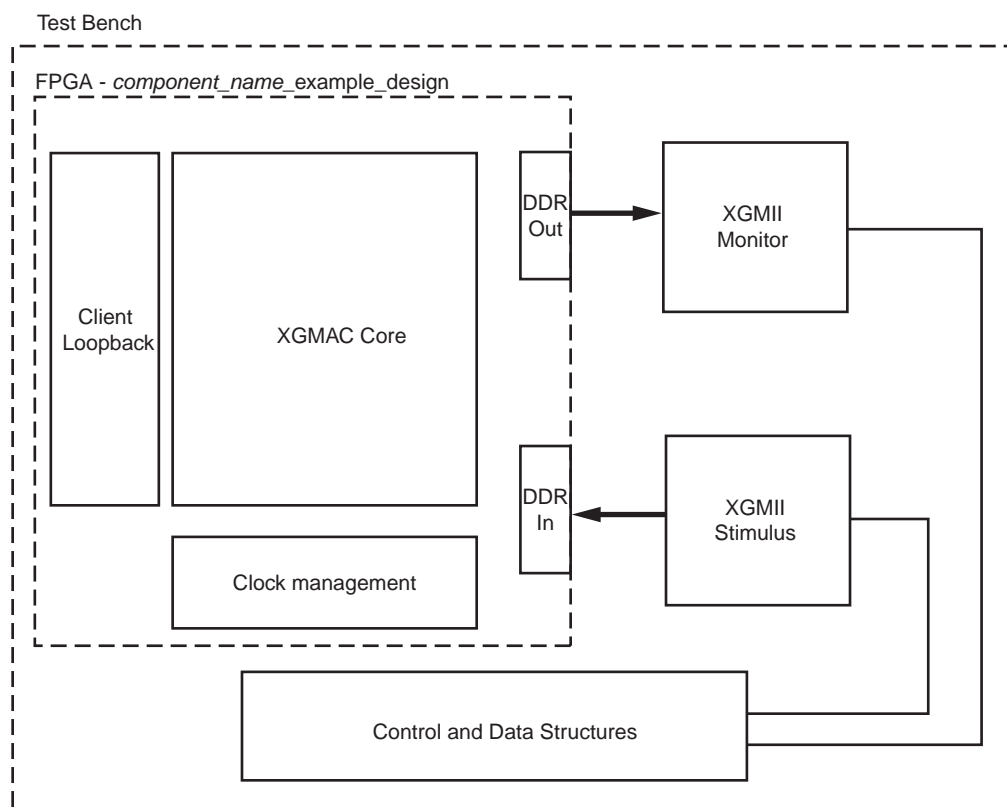 Test Bench
FPGA - component_name_example_design
Client
Loopback
XGMAC Core
DDR
Out
XGMII
Monitor
DDR
In
XGMII
Stimulus
Clock management
Control and Data Structures